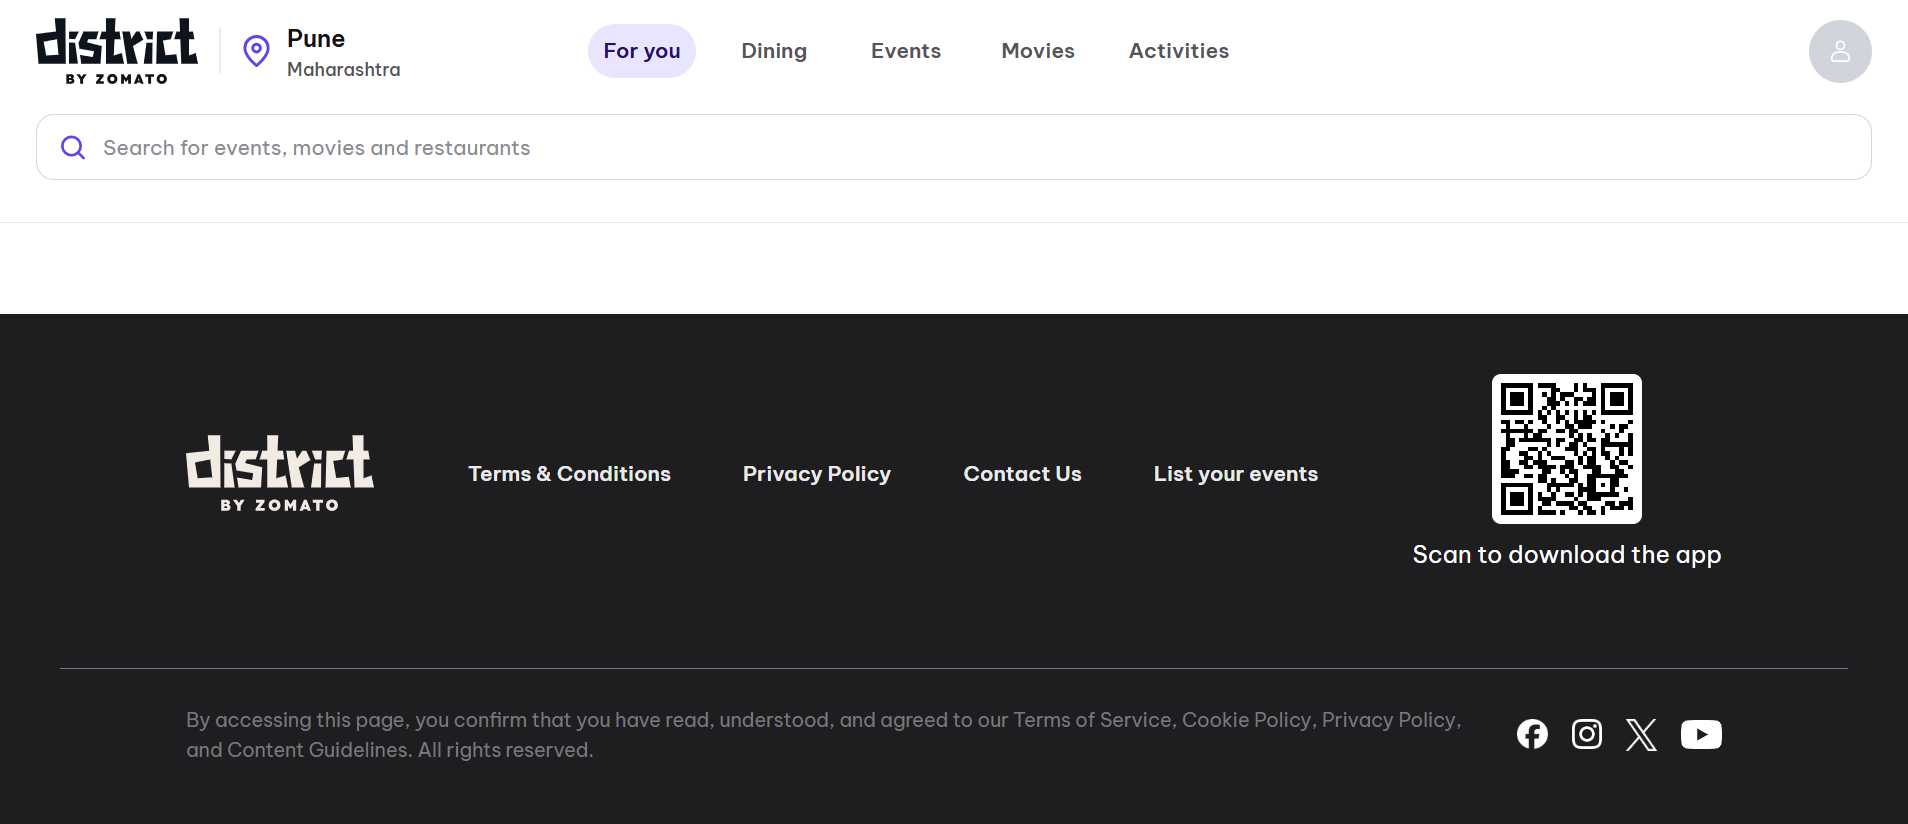 district
BY ZOMATO
Pune
Maharashtra
For you
Dining
Events
Movies
Activities
Search for events, movies and restaurants
district
BY ZOMATO
Terms & Conditions
Privacy Policy
Contact Us
List your events
Scan to download the app
By accessing this page, you confirm that you have read, understood, and agreed to our Terms of Service, Cookie Policy, Privacy Policy,
and Content Guidelines. All rights reserved.